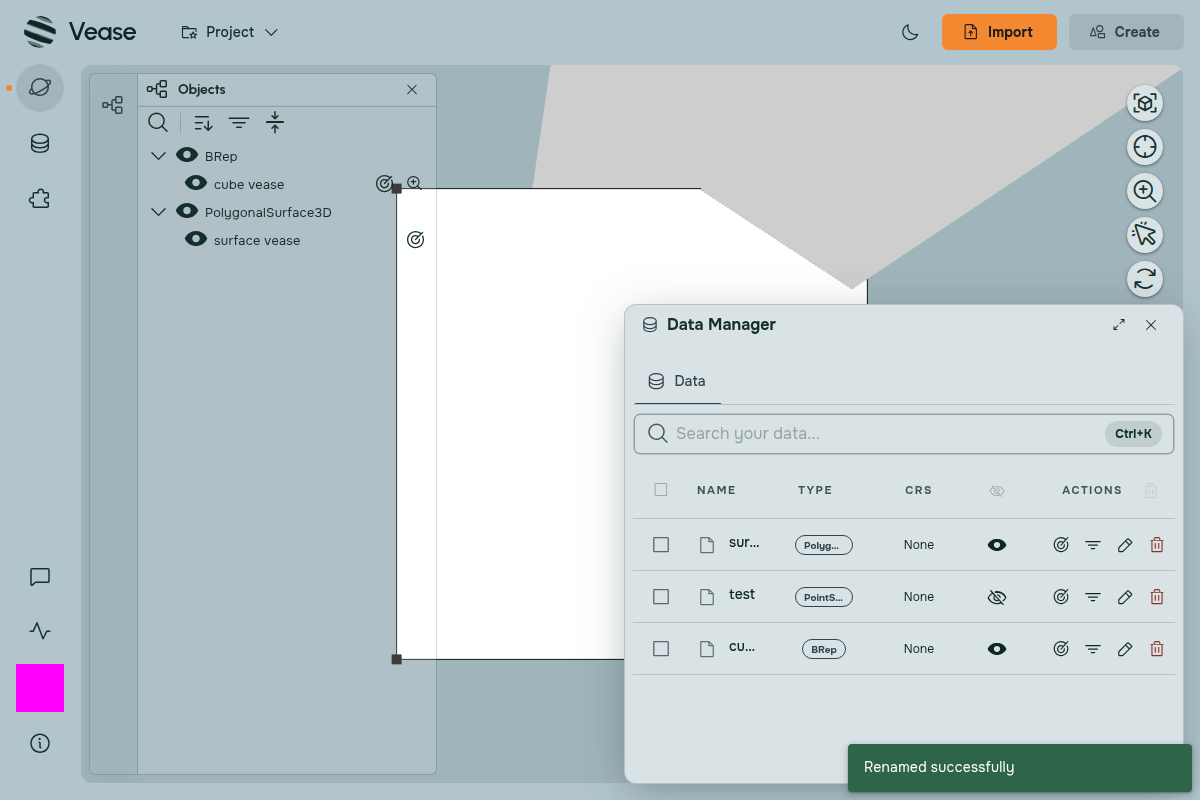 Vease
Project
Import
Create
Objects
BRep
cube vease
PolygonalSurface3D
surface vease
Data Manager
Data
Search your data...
Ctrl+K
NAME TYPE CRS ACTIONS
sur... Polyg... None
test PointS... None
cu... BRep None
Renamed successfully